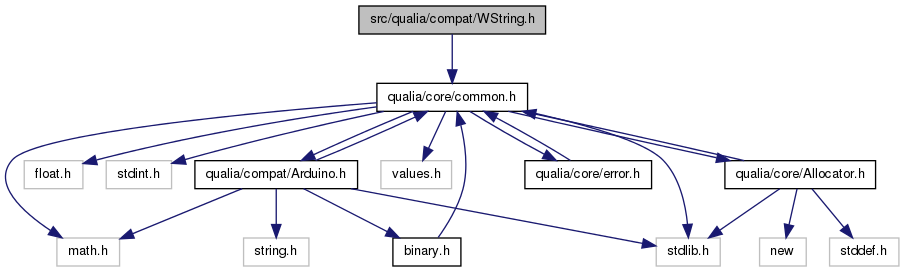 src/qualia/compat/WString.h
qualia/core/common.h
float.h
stdint.h
qualia/compat/Arduino.h
values.h
qualia/core/error.h
qualia/core/Allocator.h
math.h
string.h
binary.h
stdlib.h
new
stddef.h